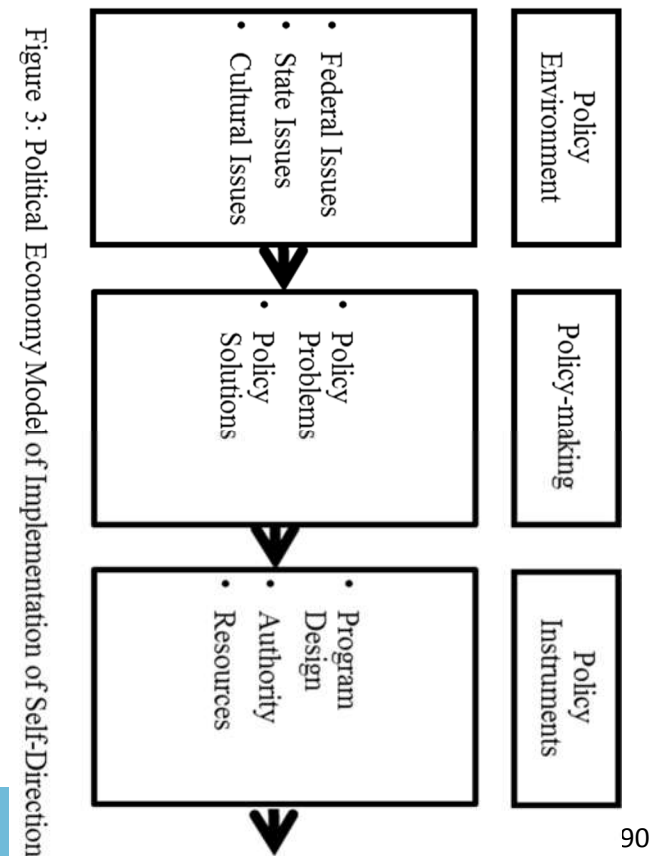 Policy
Environment
Policy-making
Policy
Instruments
• Federal Issues
• State Issues
• Cultural Issues
• Policy
Problems
• Policy
Solutions
• Program
Design
• Authority
• Resources
Figure 3: Political Economy Model of Implementation of Self-Direction
90